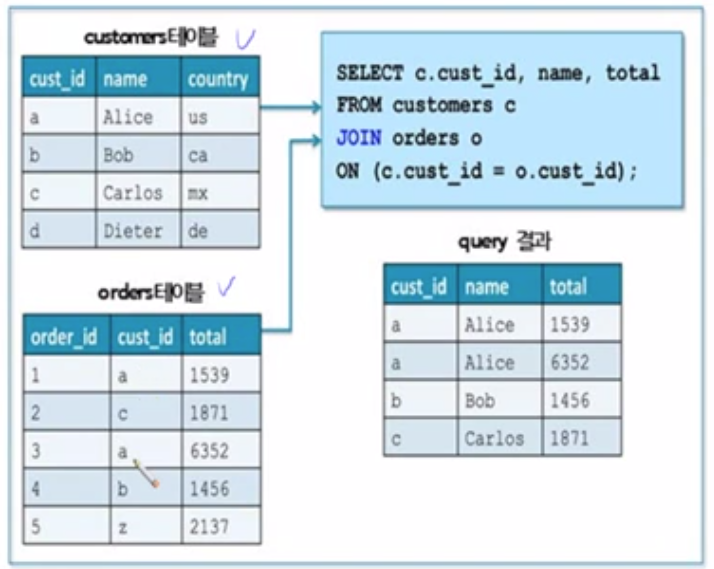 customers테이블
cust_id name country
a Alice us
b Bob ca
c Carlos mx
d Dieter de
SELECT c.cust_id, name, total
FROM customers c
JOIN orders o
ON (c.cust_id = o.cust_id);
orders테이블
order_id cust_id total
1 a 1539
2 c 1871
3 a 6352
4 b 1456
5 z 2137
query 결과
cust_id name total
a Alice 1539
a Alice 6352
b Bob 1456
c Carlos 1871